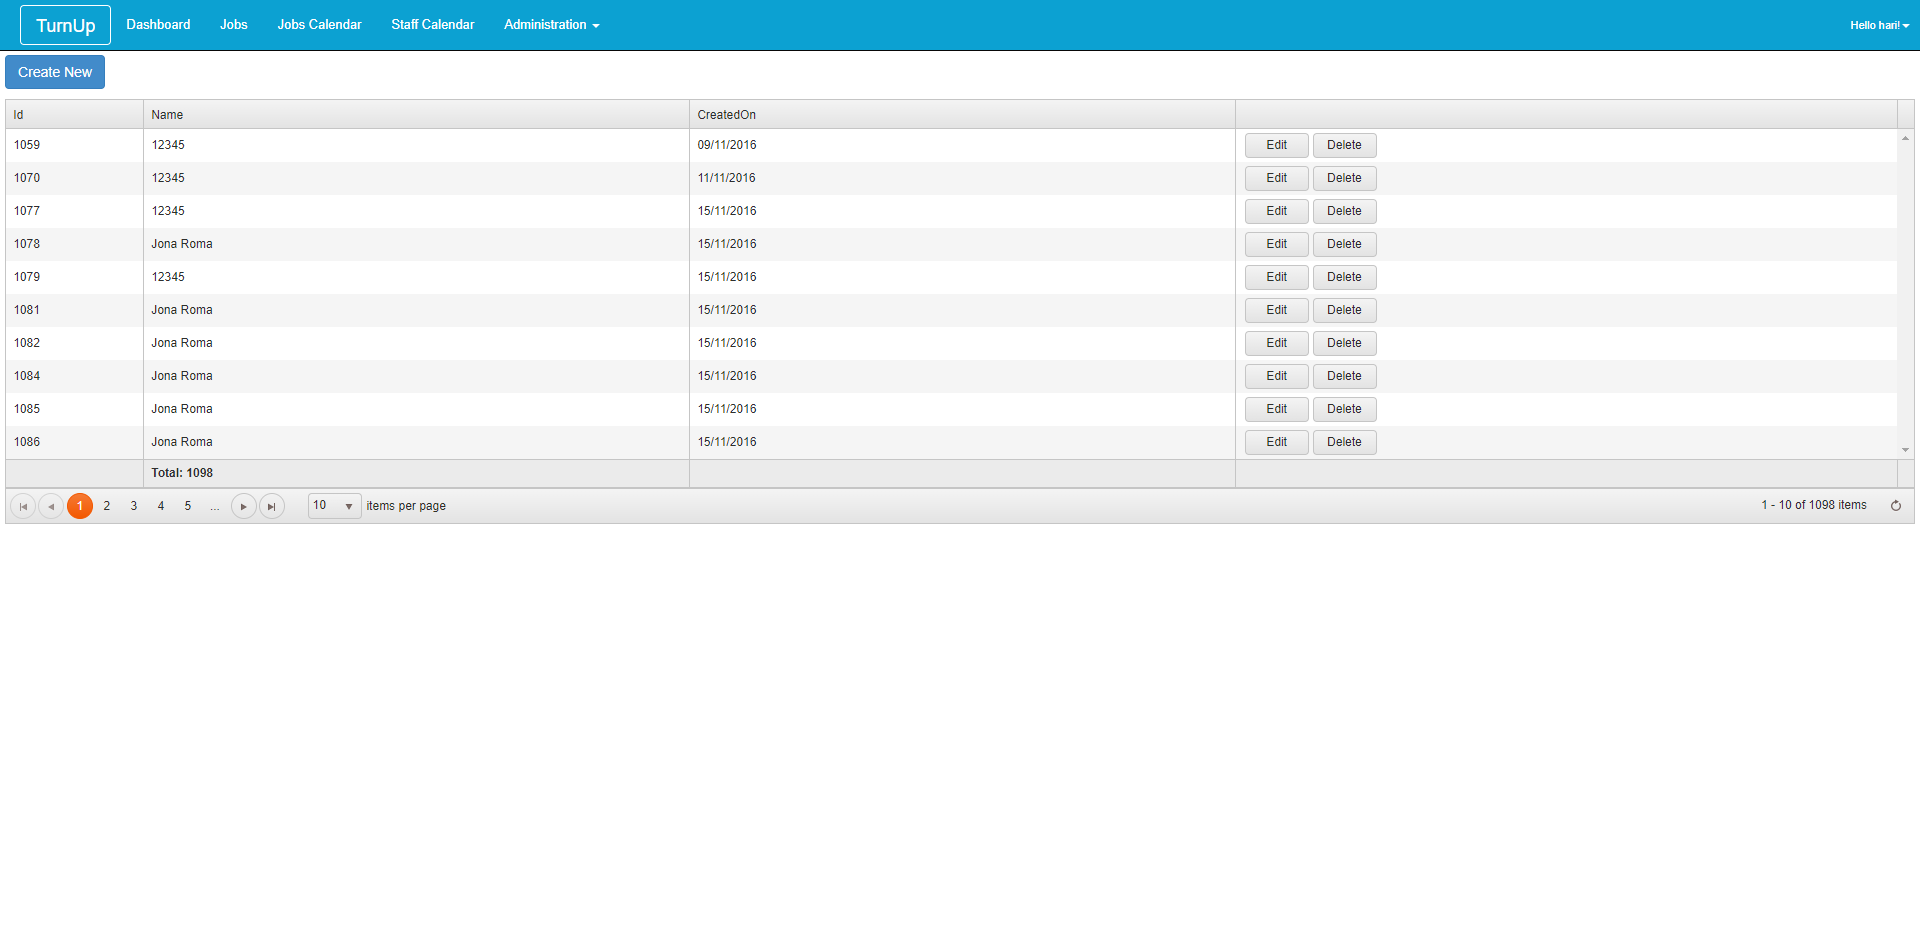 TurnUp Dashboard Jobs Jobs Calendar Staff Calendar Administration Hello hari!
Create New
Id Name CreatedOn
1059 12345 09/11/2016 Edit Delete
1070 12345 11/11/2016 Edit Delete
1077 12345 15/11/2016 Edit Delete
1078 Jona Roma 15/11/2016 Edit Delete
1079 12345 15/11/2016 Edit Delete
1081 Jona Roma 15/11/2016 Edit Delete
1082 Jona Roma 15/11/2016 Edit Delete
1084 Jona Roma 15/11/2016 Edit Delete
1085 Jona Roma 15/11/2016 Edit Delete
1086 Jona Roma 15/11/2016 Edit Delete
Total: 1098
1 2 3 4 5 ... 10 items per page 1 - 10 of 1098 items